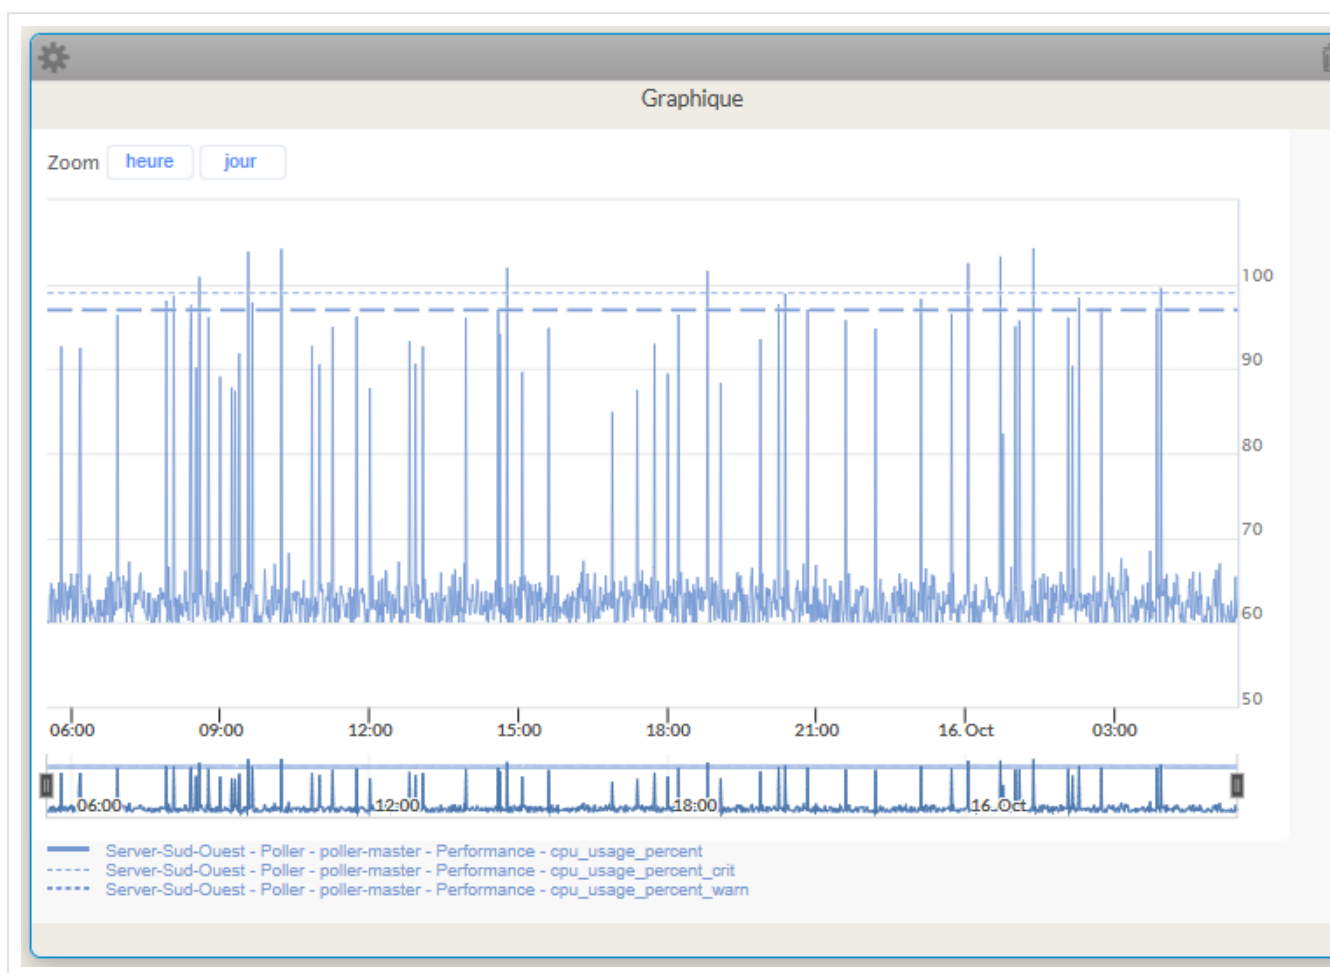 Graphique
Zoom heure jour
100
90
80
70
60
50
06:00 09:00 12:00 15:00 18:00 21:00 16. Oct 03:00
06:00 12:00 18:00 16. Oct
Server-Sud-Ouest - Poller - poller-master - Performance - cpu_usage_percent
Server-Sud-Ouest - Poller - poller-master - Performance - cpu_usage_percent_crit
Server-Sud-Ouest - Poller - poller-master - Performance - cpu_usage_percent_warn